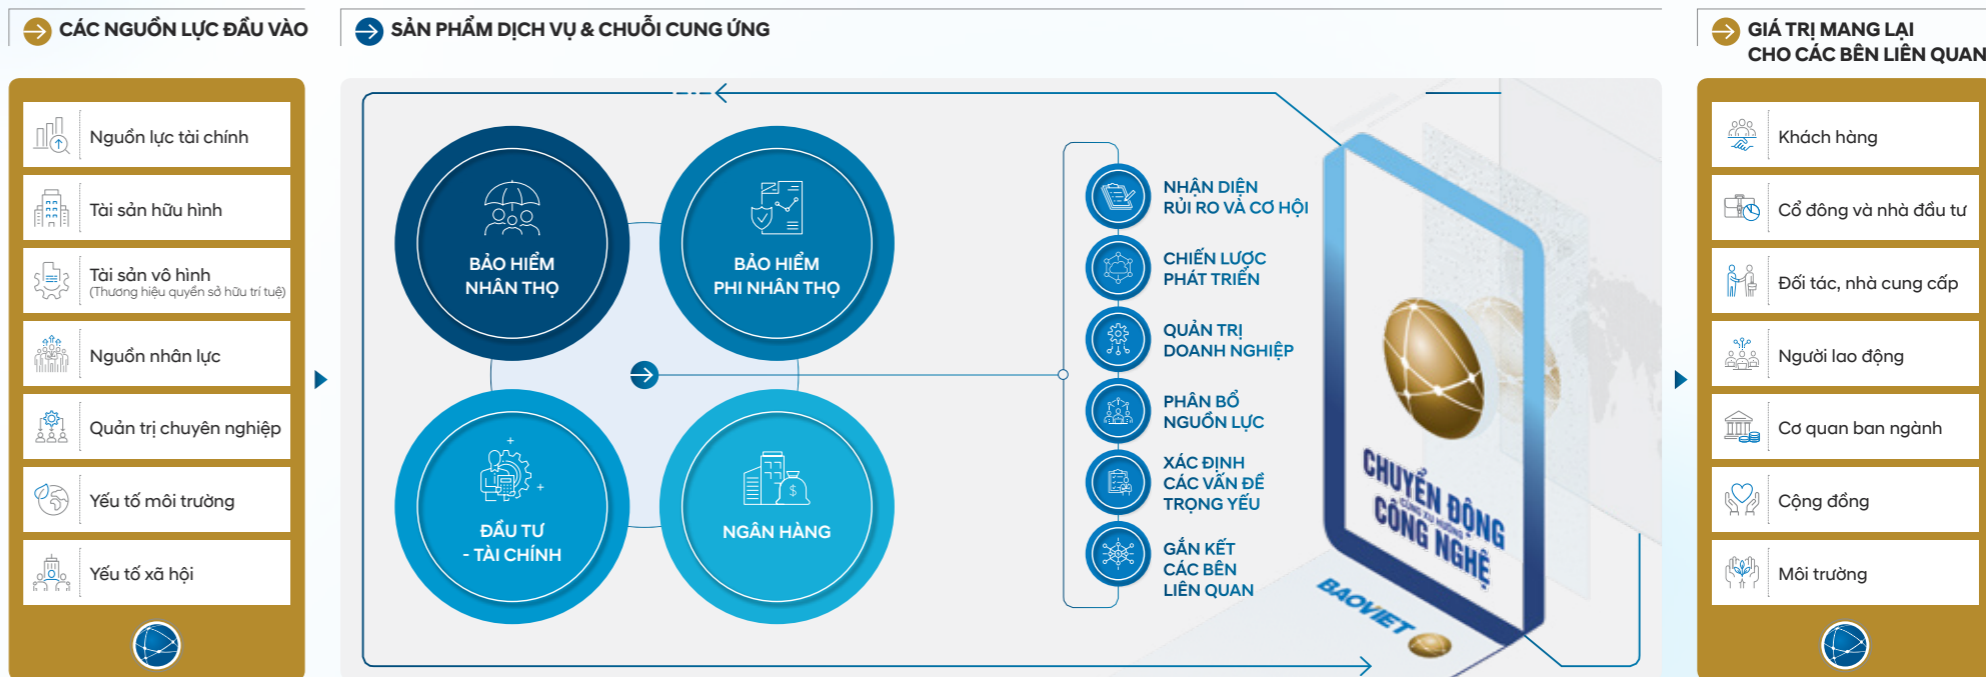 CÁC NGUỒN LỰC ĐẦU VÀO
Nguồn lực tài chính
Tài sản hữu hình
Tài sản vô hình
(Thương hiệu quyền sở hữu trí tuệ)
Nguồn nhân lực
Quản trị chuyên nghiệp
Yếu tố môi trường
Yếu tố xã hội
SẢN PHẨM DỊCH VỤ & CHUỖI CUNG ỨNG
BẢO HIỂM
NHÂN THỌ
BẢO HIỂM
PHI NHÂN THỌ
ĐẦU TƯ
- TÀI CHÍNH
NGÂN HÀNG
NHẬN DIỆN
RỦI RO VÀ CƠ HỘI
CHIẾN LƯỢC
PHÁT TRIỂN
QUẢN TRỊ
DOANH NGHIỆP
PHÂN BỔ
NGUỒN LỰC
XÁC ĐỊNH
CÁC VẤN ĐỀ
TRỌNG YẾU
GẮN KẾT
CÁC BÊN
LIÊN QUAN
CHUYỂN ĐỘNG
CÙNG XU HƯỚNG
CÔNG NGHỆ
BAOVIET
GIÁ TRỊ MANG LẠI
CHO CÁC BÊN LIÊN QUAN
Khách hàng
Cổ đông và nhà đầu tư
Đối tác, nhà cung cấp
Người lao động
Cơ quan ban ngành
Cộng đồng
Môi trường